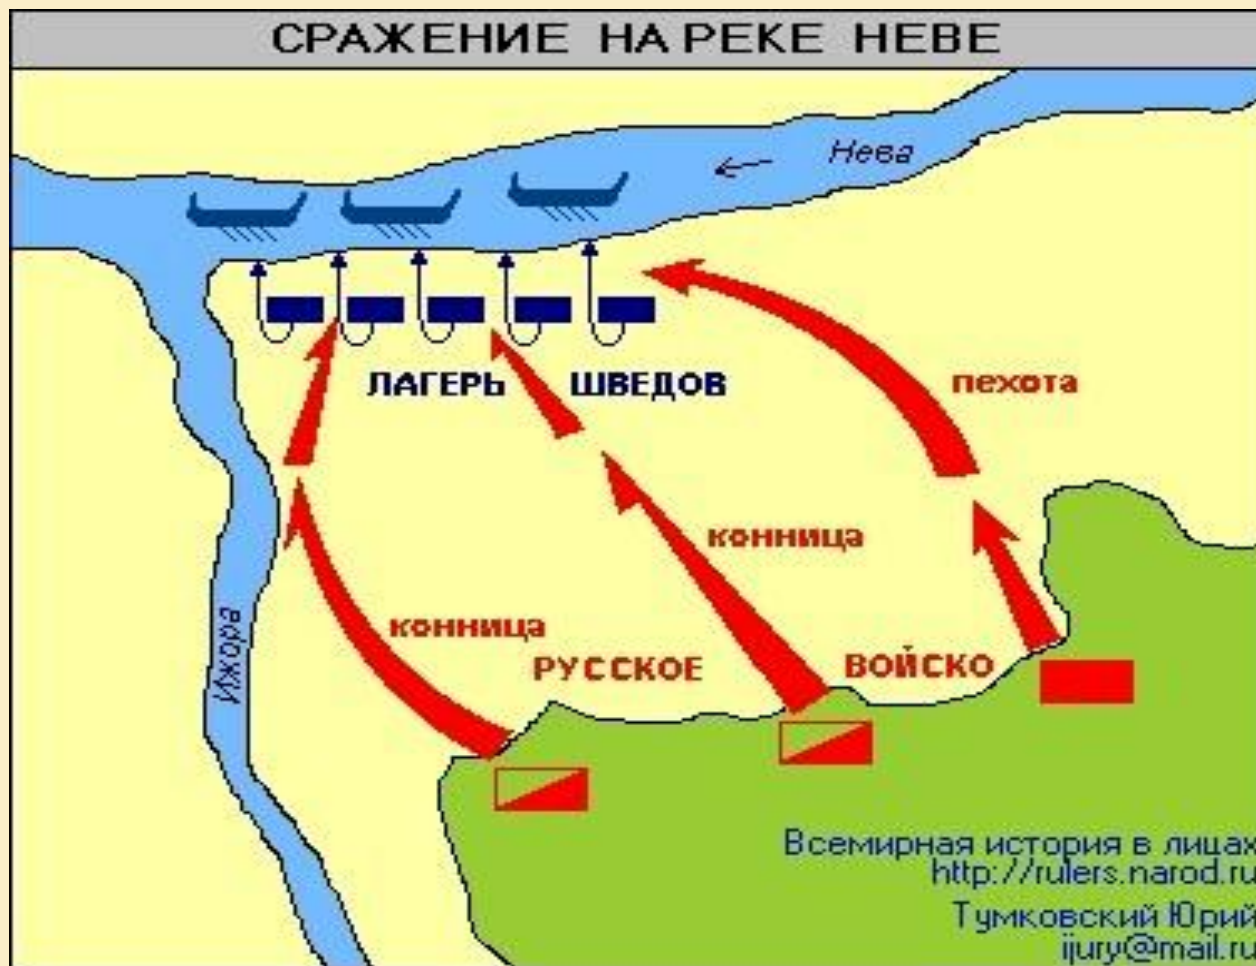 СРАЖЕНИЕ НА РЕКЕ НЕВЕ
Нева
ЛАГЕРЬ ШВЕДОВ
пехота
конница
конница
Ижора
РУССКОЕ ВОЙСКО
Всемирная история в лицах
http://rulers.narod.ru
Тумковский Юрий
ijury@mail.ru